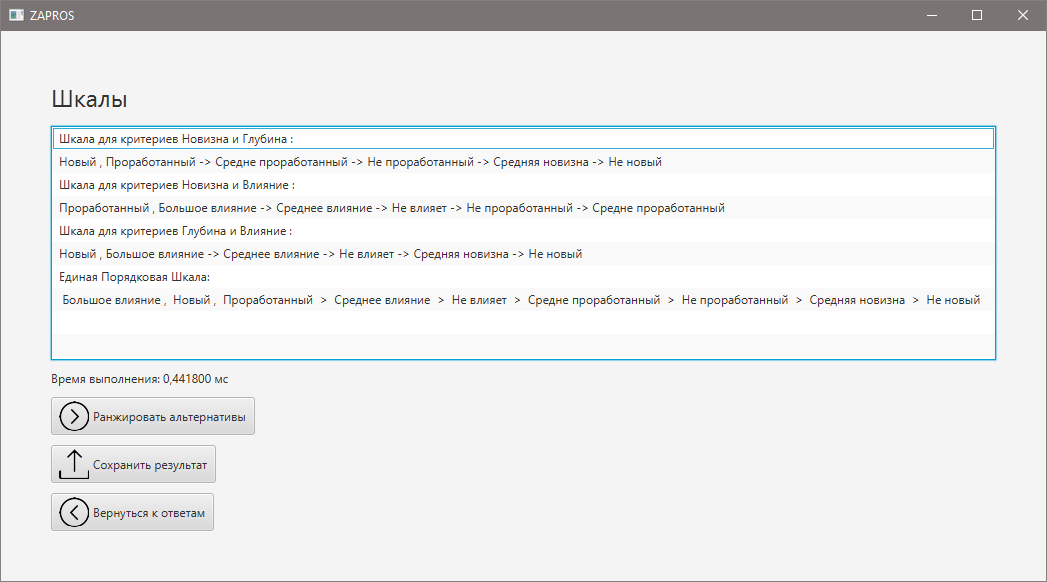 ZAPROS
Шкалы
Шкала для критериев Новизна и Глубина :
Новый , Проработанный -> Средне проработанный -> Не проработанный -> Средняя новизна -> Не новый
Шкала для критериев Новизна и Влияние :
Проработанный , Большое влияние -> Среднее влияние -> Не влияет -> Не проработанный -> Средне проработанный
Шкала для критериев Глубина и Влияние :
Новый , Большое влияние -> Среднее влияние -> Не влияет -> Средняя новизна -> Не новый
Единая Порядковая Шкала:
Большое влияние , Новый , Проработанный > Среднее влияние > Не влияет > Средне проработанный > Не проработанный > Средняя новизна > Не новый
Время выполнения: 0,441800 мс
Ранжировать альтернативы
Сохранить результат
Вернуться к ответам